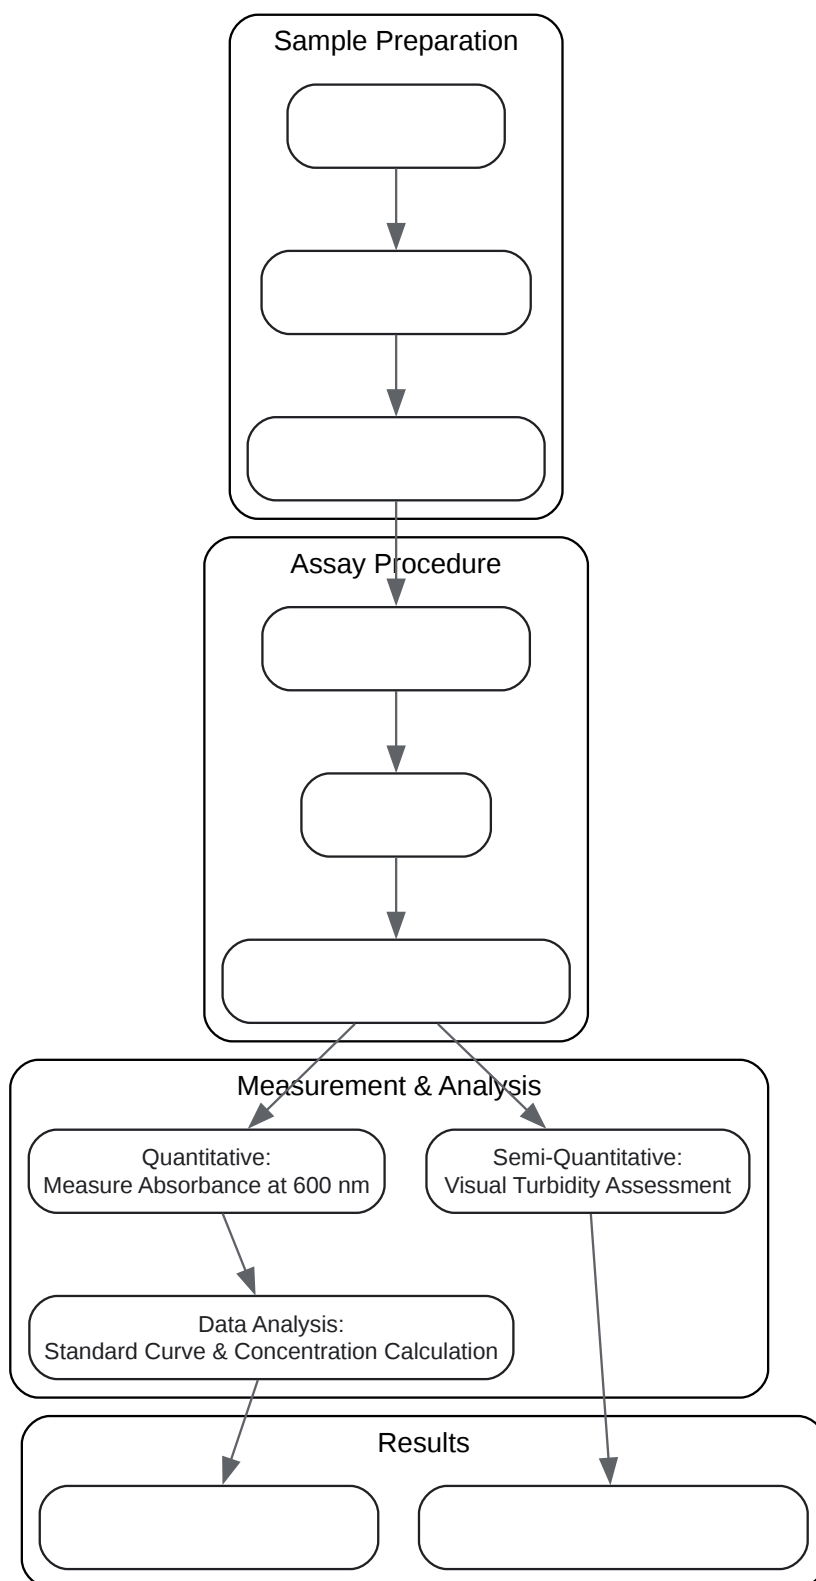 Sample Preparation
Assay Procedure
Measurement & Analysis
Quantitative:
Measure Absorbance at 600 nm
Semi-Quantitative:
Visual Turbidity Assessment
Data Analysis:
Standard Curve & Concentration Calculation
Results